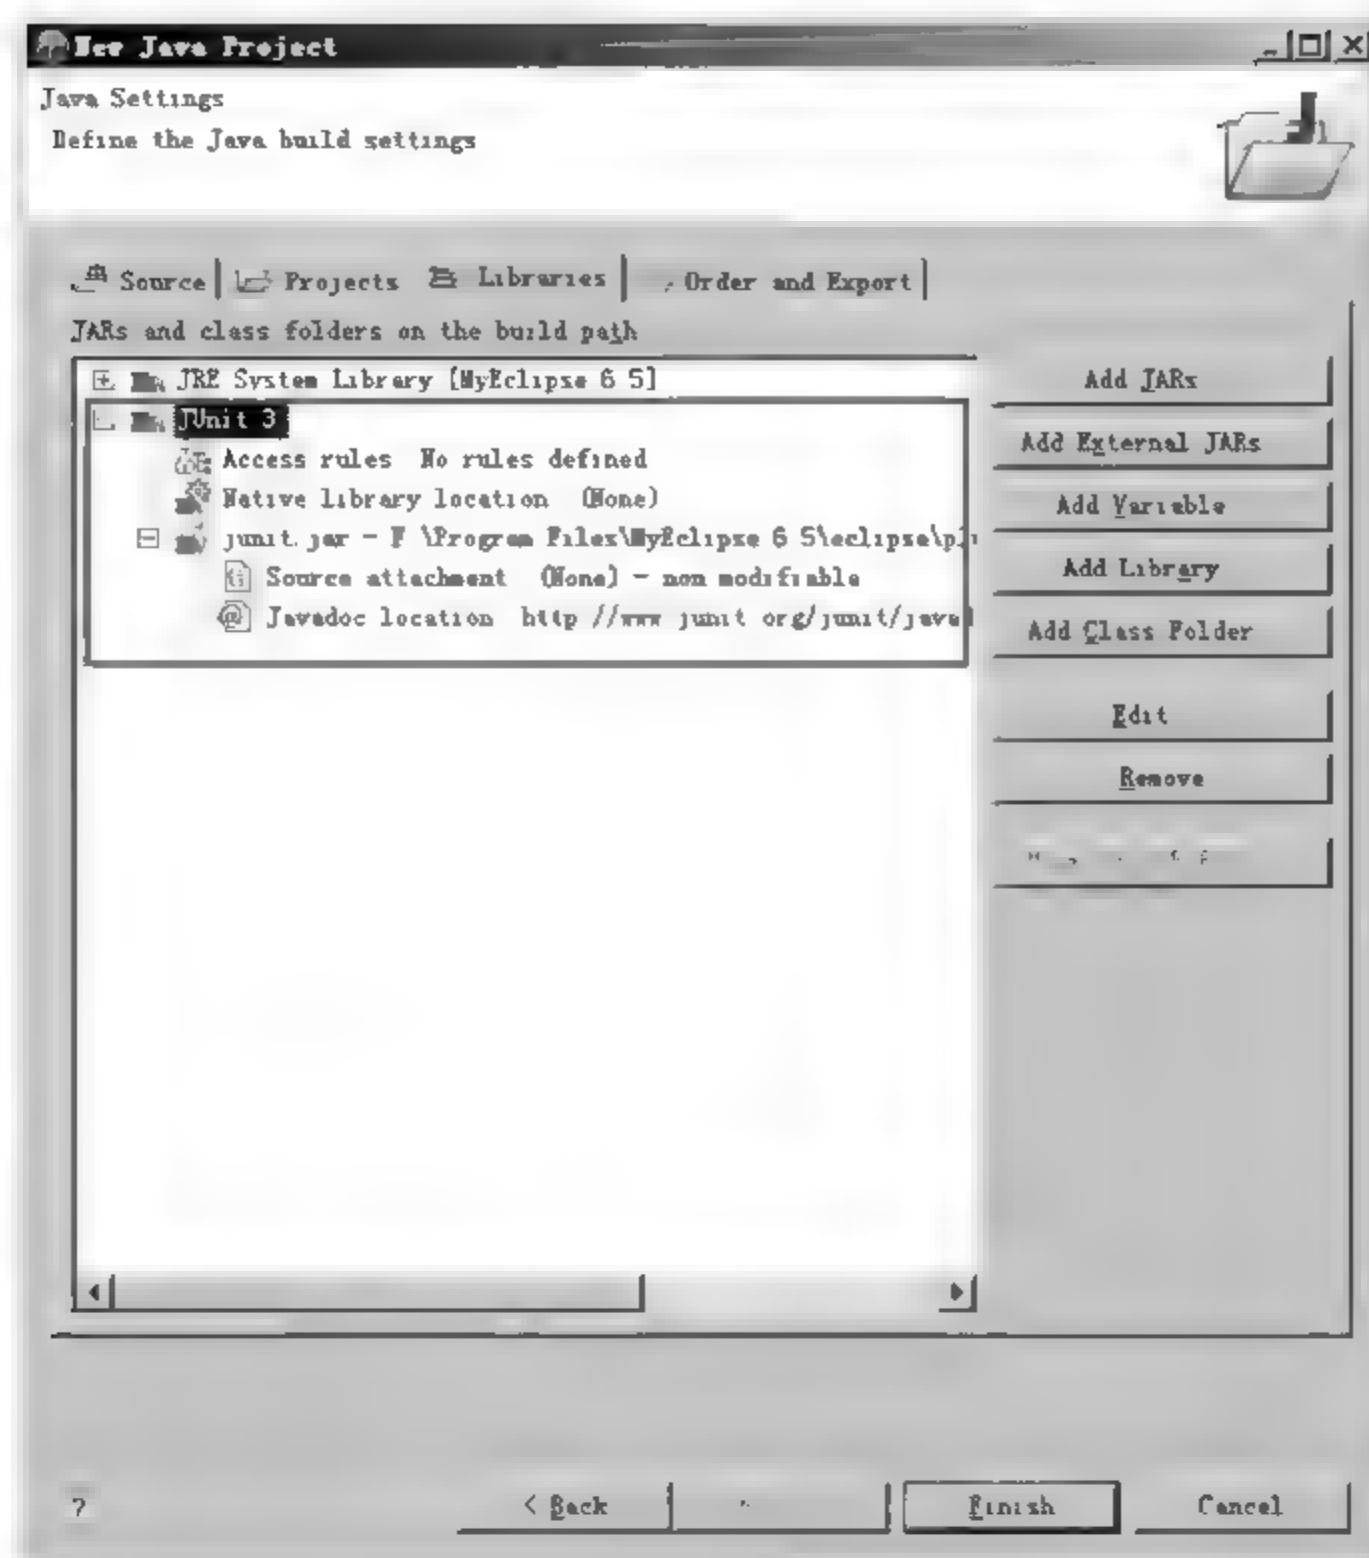 New Java Project
Java Settings
Define the Java build settings
Source Projects Libraries Order and Export
JARs and class folders on the build path
JRE System Library [MyEclipse 6 5]
JUnit 3
Access rules No rules defined
Native library location (None)
junit.jar - F \Program Files\MyEclipse 6 5\eclipse\pl
Source attachment (None) - non modifiable
Javadoc location http //www junit org/junit/java
Add JARs
Add External JARs
Add Variable
Add Library
Add Class Folder
Edit
Remove
?
< Back
Finish
Cancel